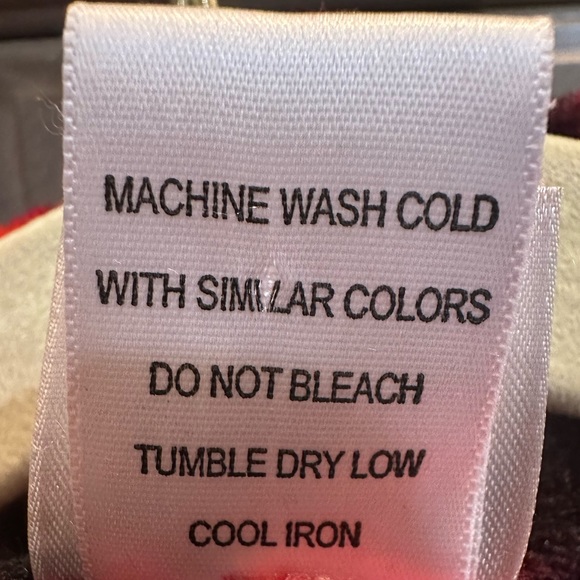 MACHINE WASH COLD
WITH SIMILAR COLORS
DO NOT BLEACH
TUMBLE DRY LOW
COOL IRON